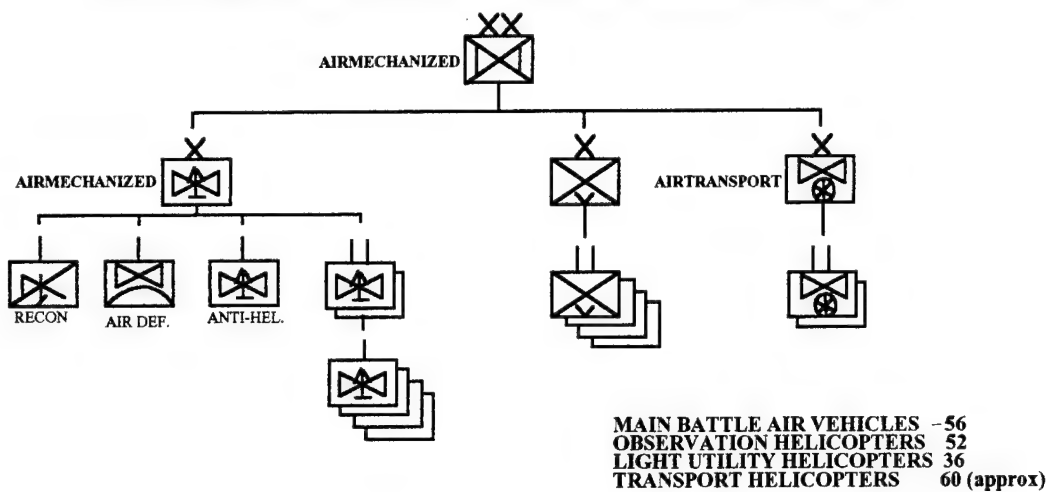 AIRMECHANIZED
AIRMECHANIZED
AIRTRANSPORT
RECON
AIR DEF.
ANTI-HEL.
MAIN BATTLE AIR VEHICLES -56
OBSERVATION HELICOPTERS 52
LIGHT UTILITY HELICOPTERS 36
TRANSPORT HELICOPTERS 60 (approx)